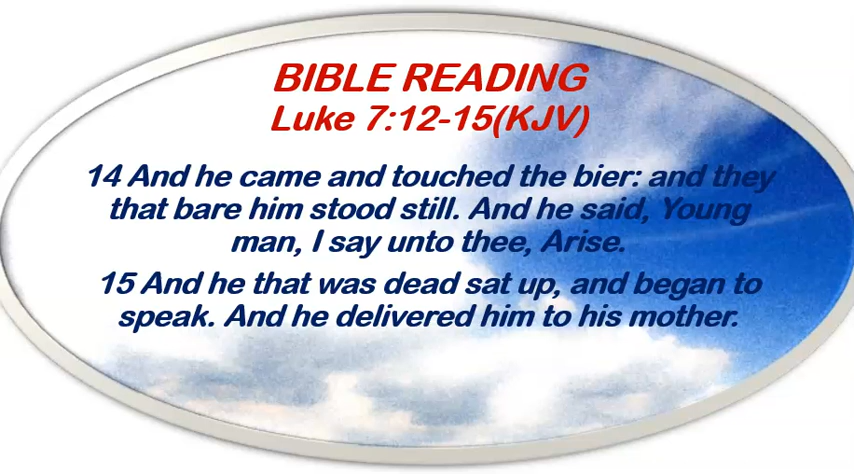 BIBLE READING
Luke 7:12-15(KJV)
14 And he came and touched the bier: and they
that bare him stood still. And he said, Young
man, I say unto thee, Arise.
15 And he that was dead sat up, and began to
speak. And he delivered him to his mother.